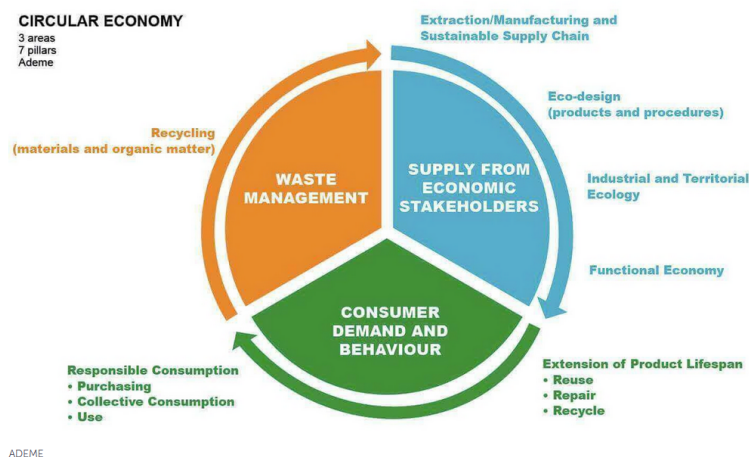 CIRCULAR ECONOMY
3 areas
7 pillars
Ademe
Extraction/Manufacturing and
Sustainable Supply Chain
Eco-design
(products and procedures)
Industrial and Territorial
Ecology
Functional Economy
SUPPLY FROM
ECONOMIC
STAKEHOLDERS
Recycling
(materials and organic matter)
WASTE
MANAGEMENT
CONSUMER
DEMAND AND
BEHAVIOUR
Extension of Product Lifespan
• Reuse
• Repair
• Recycle
Responsible Consumption
• Purchasing
• Collective Consumption
• Use
ADEME